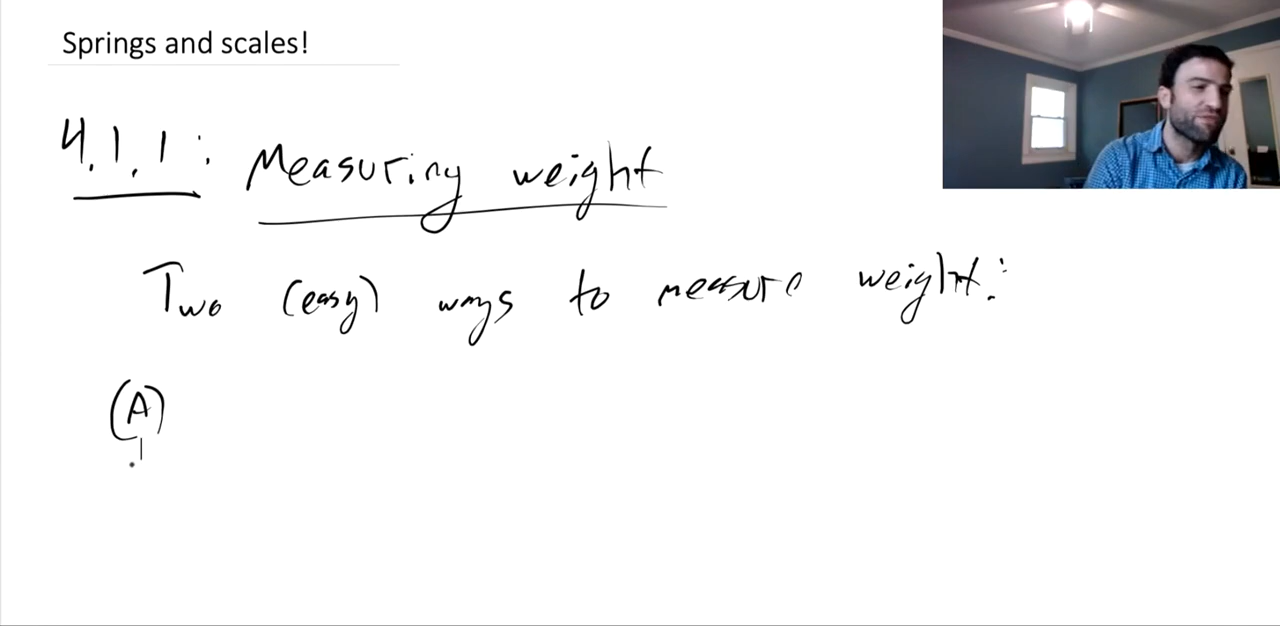 Springs and scales!
4.1.1: Measuring weight
Two (easy) ways to measure weight:
(A)